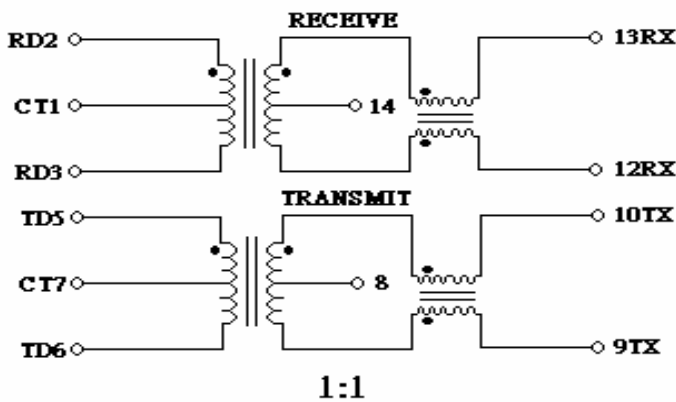 RECEIVE
RD2
13RX
CT1
14
RD3
12RX
TRANSMIT
TD5
10TX
CT7
8
TD6
9TX
1:1